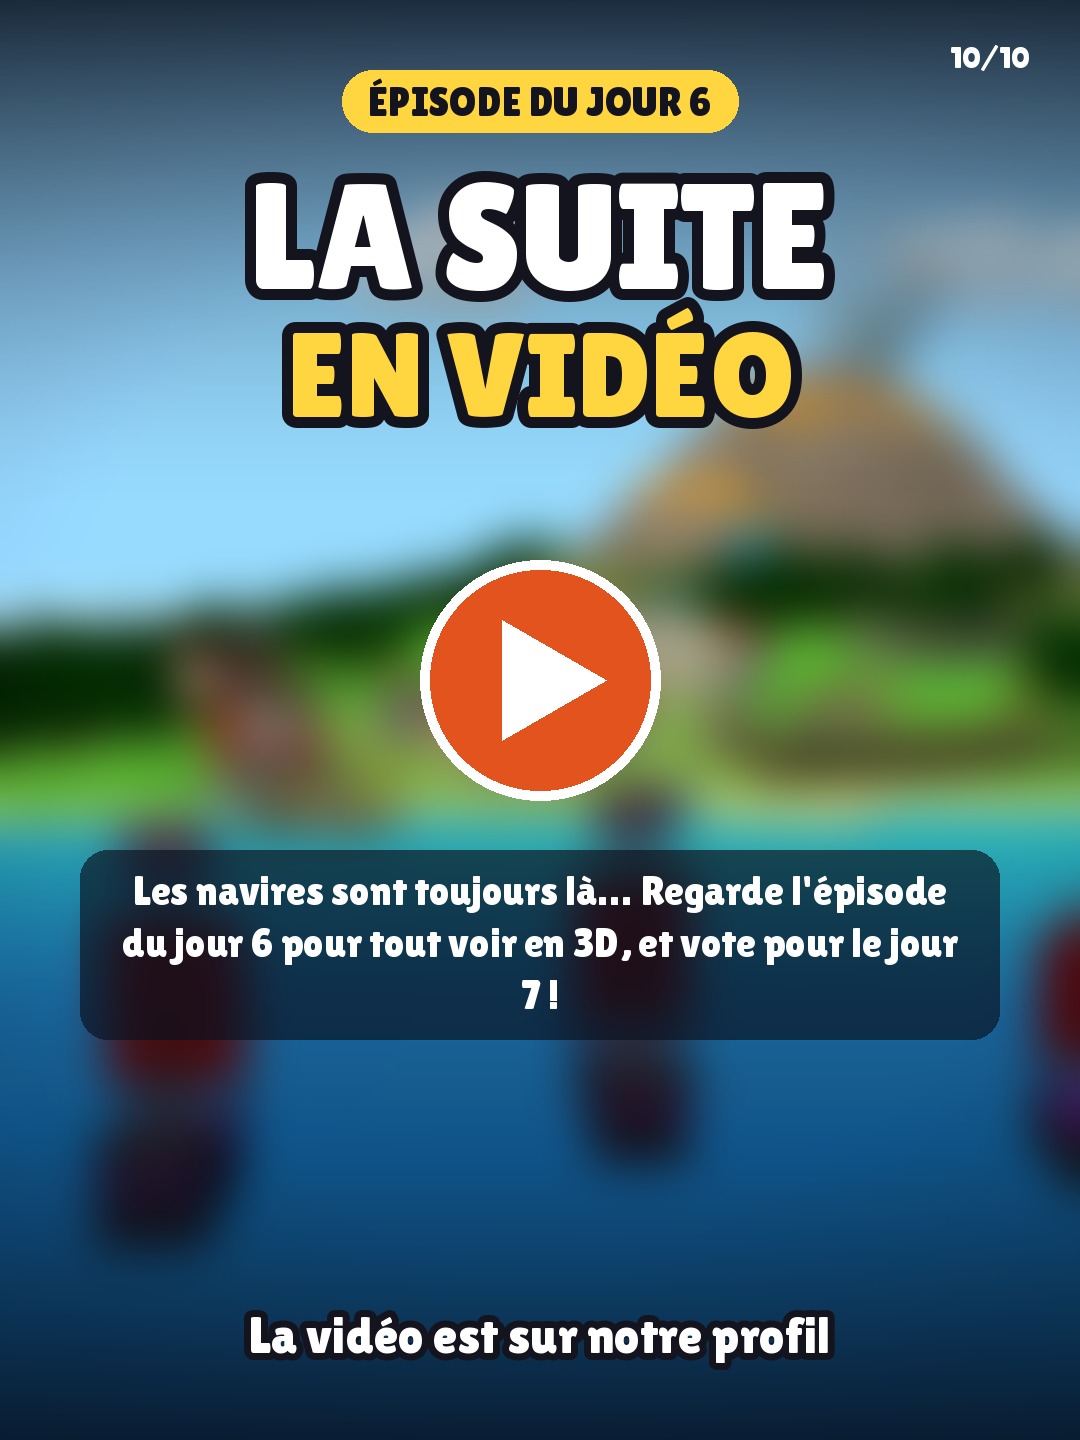 10/10
ÉPISODE DU JOUR 6
LA SUITE
EN VIDÉO
Les navires sont toujours là... Regarde l'épisode
du jour 6 pour tout voir en 3D, et vote pour le jour
7 !
La vidéo est sur notre profil